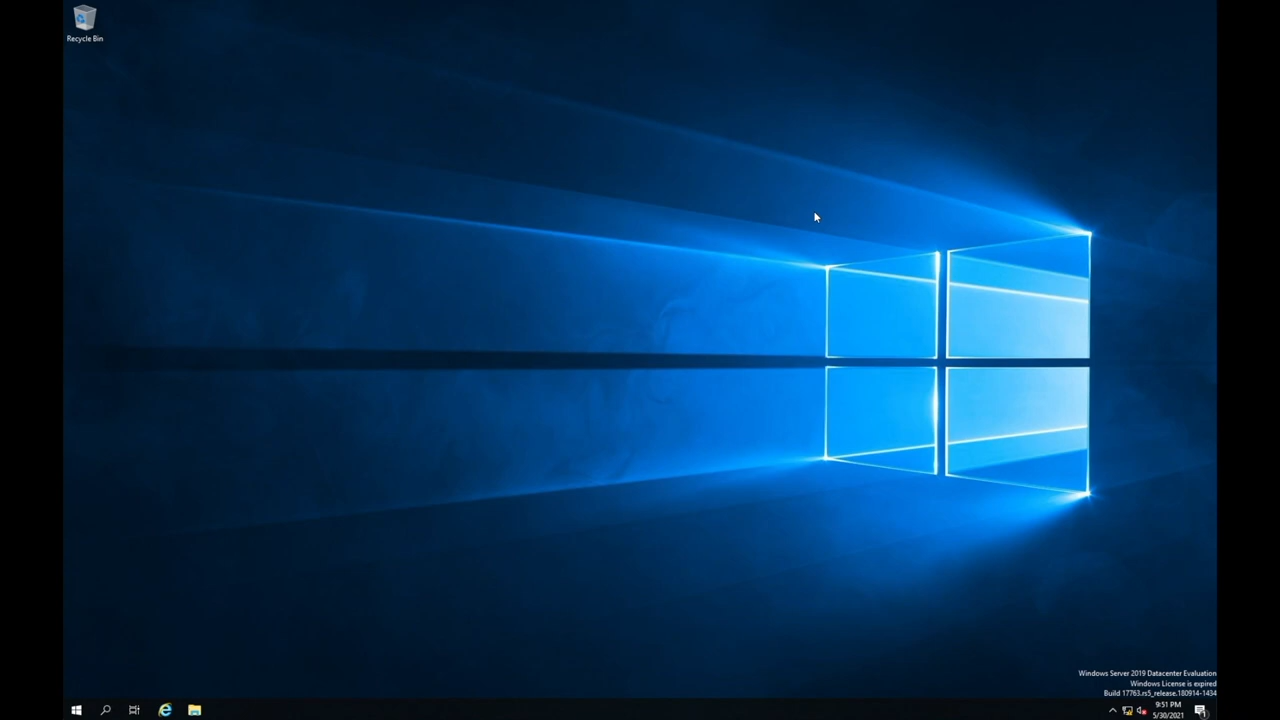 Recycle Bin
Windows Server 2019 Datacenter Evaluation
Windows License is expired
Build 17763.rs5_release.180914-1434
9:51 PM
5/30/2021
1